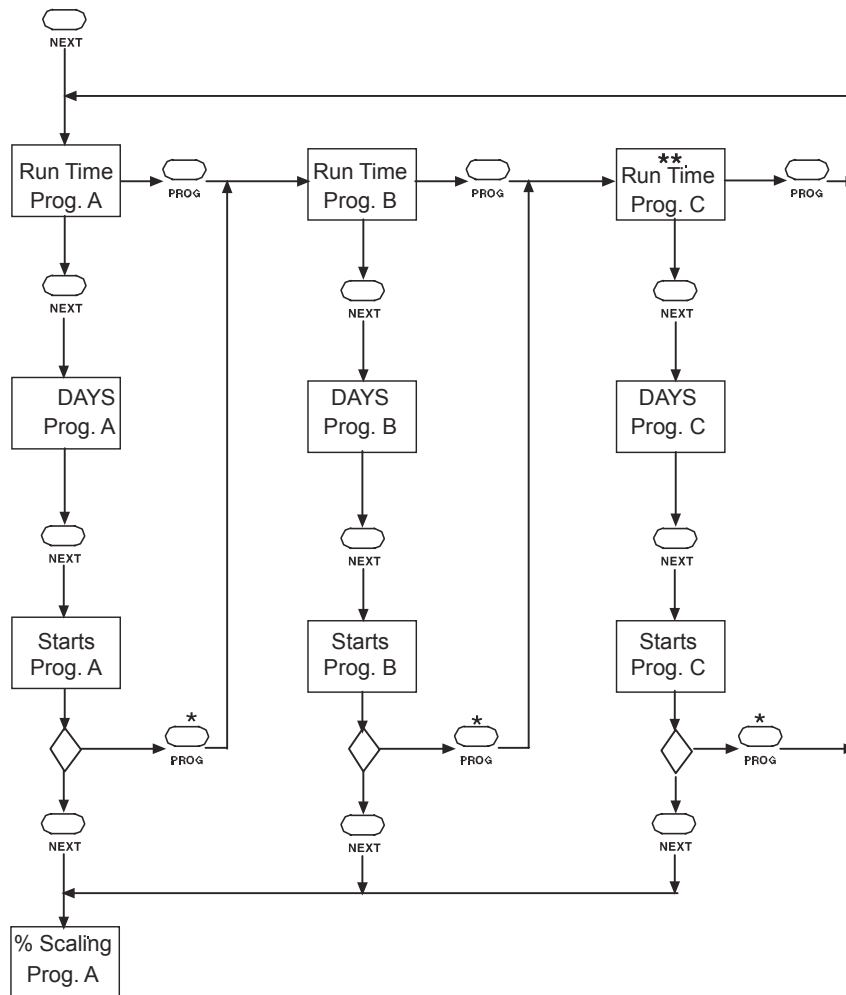 NEXT
Run Time
Prog. A
PROG
Run Time
Prog. B
PROG
**
Run Time
Prog. C
PROG
NEXT
NEXT
NEXT
DAYS
Prog. A
DAYS
Prog. B
DAYS
Prog. C
NEXT
NEXT
NEXT
Starts
Prog. A
Starts
Prog. B
Starts
Prog. C
*
PROG
*
PROG
*
PROG
NEXT
NEXT
NEXT
% Scaling
Prog. A